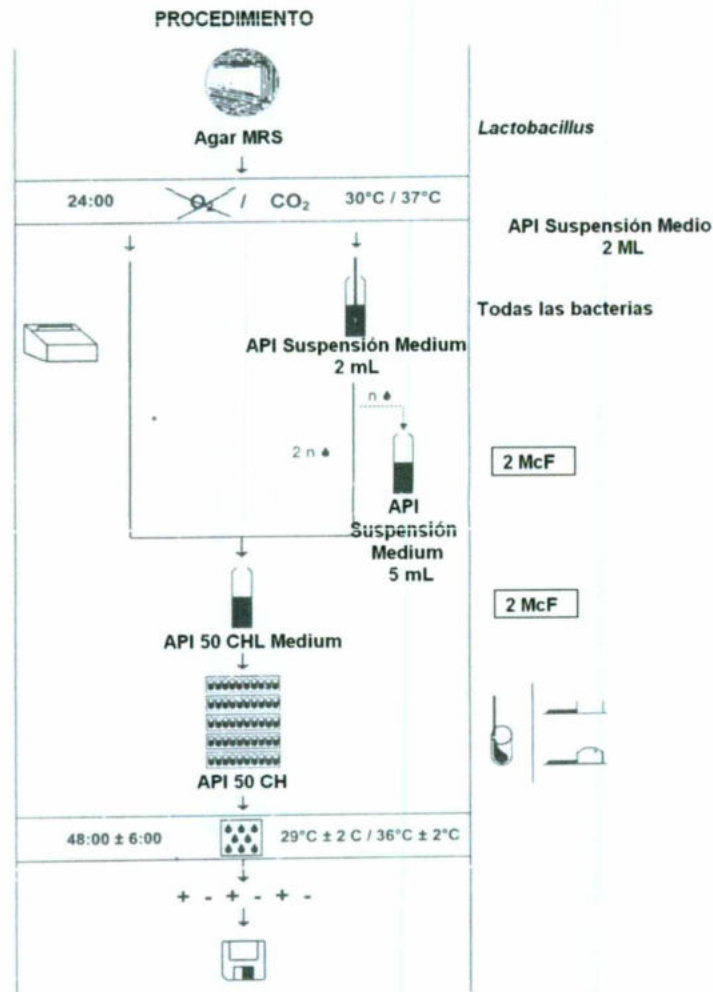 PROCEDIMIENTO
Agar MRS
Lactobacillus
24:00 O₂ / CO₂ 30°C / 37°C
API Suspensión Medio
2 ML
Todas las bacterias
API Suspensión Medium
2 mL
n
2 n
2 McF
API
Suspensión
Medium
5 mL
2 McF
API 50 CHL Medium
API 50 CH
48:00 ± 6:00 29°C ± 2 C / 36°C ± 2°C
+ - + - + -